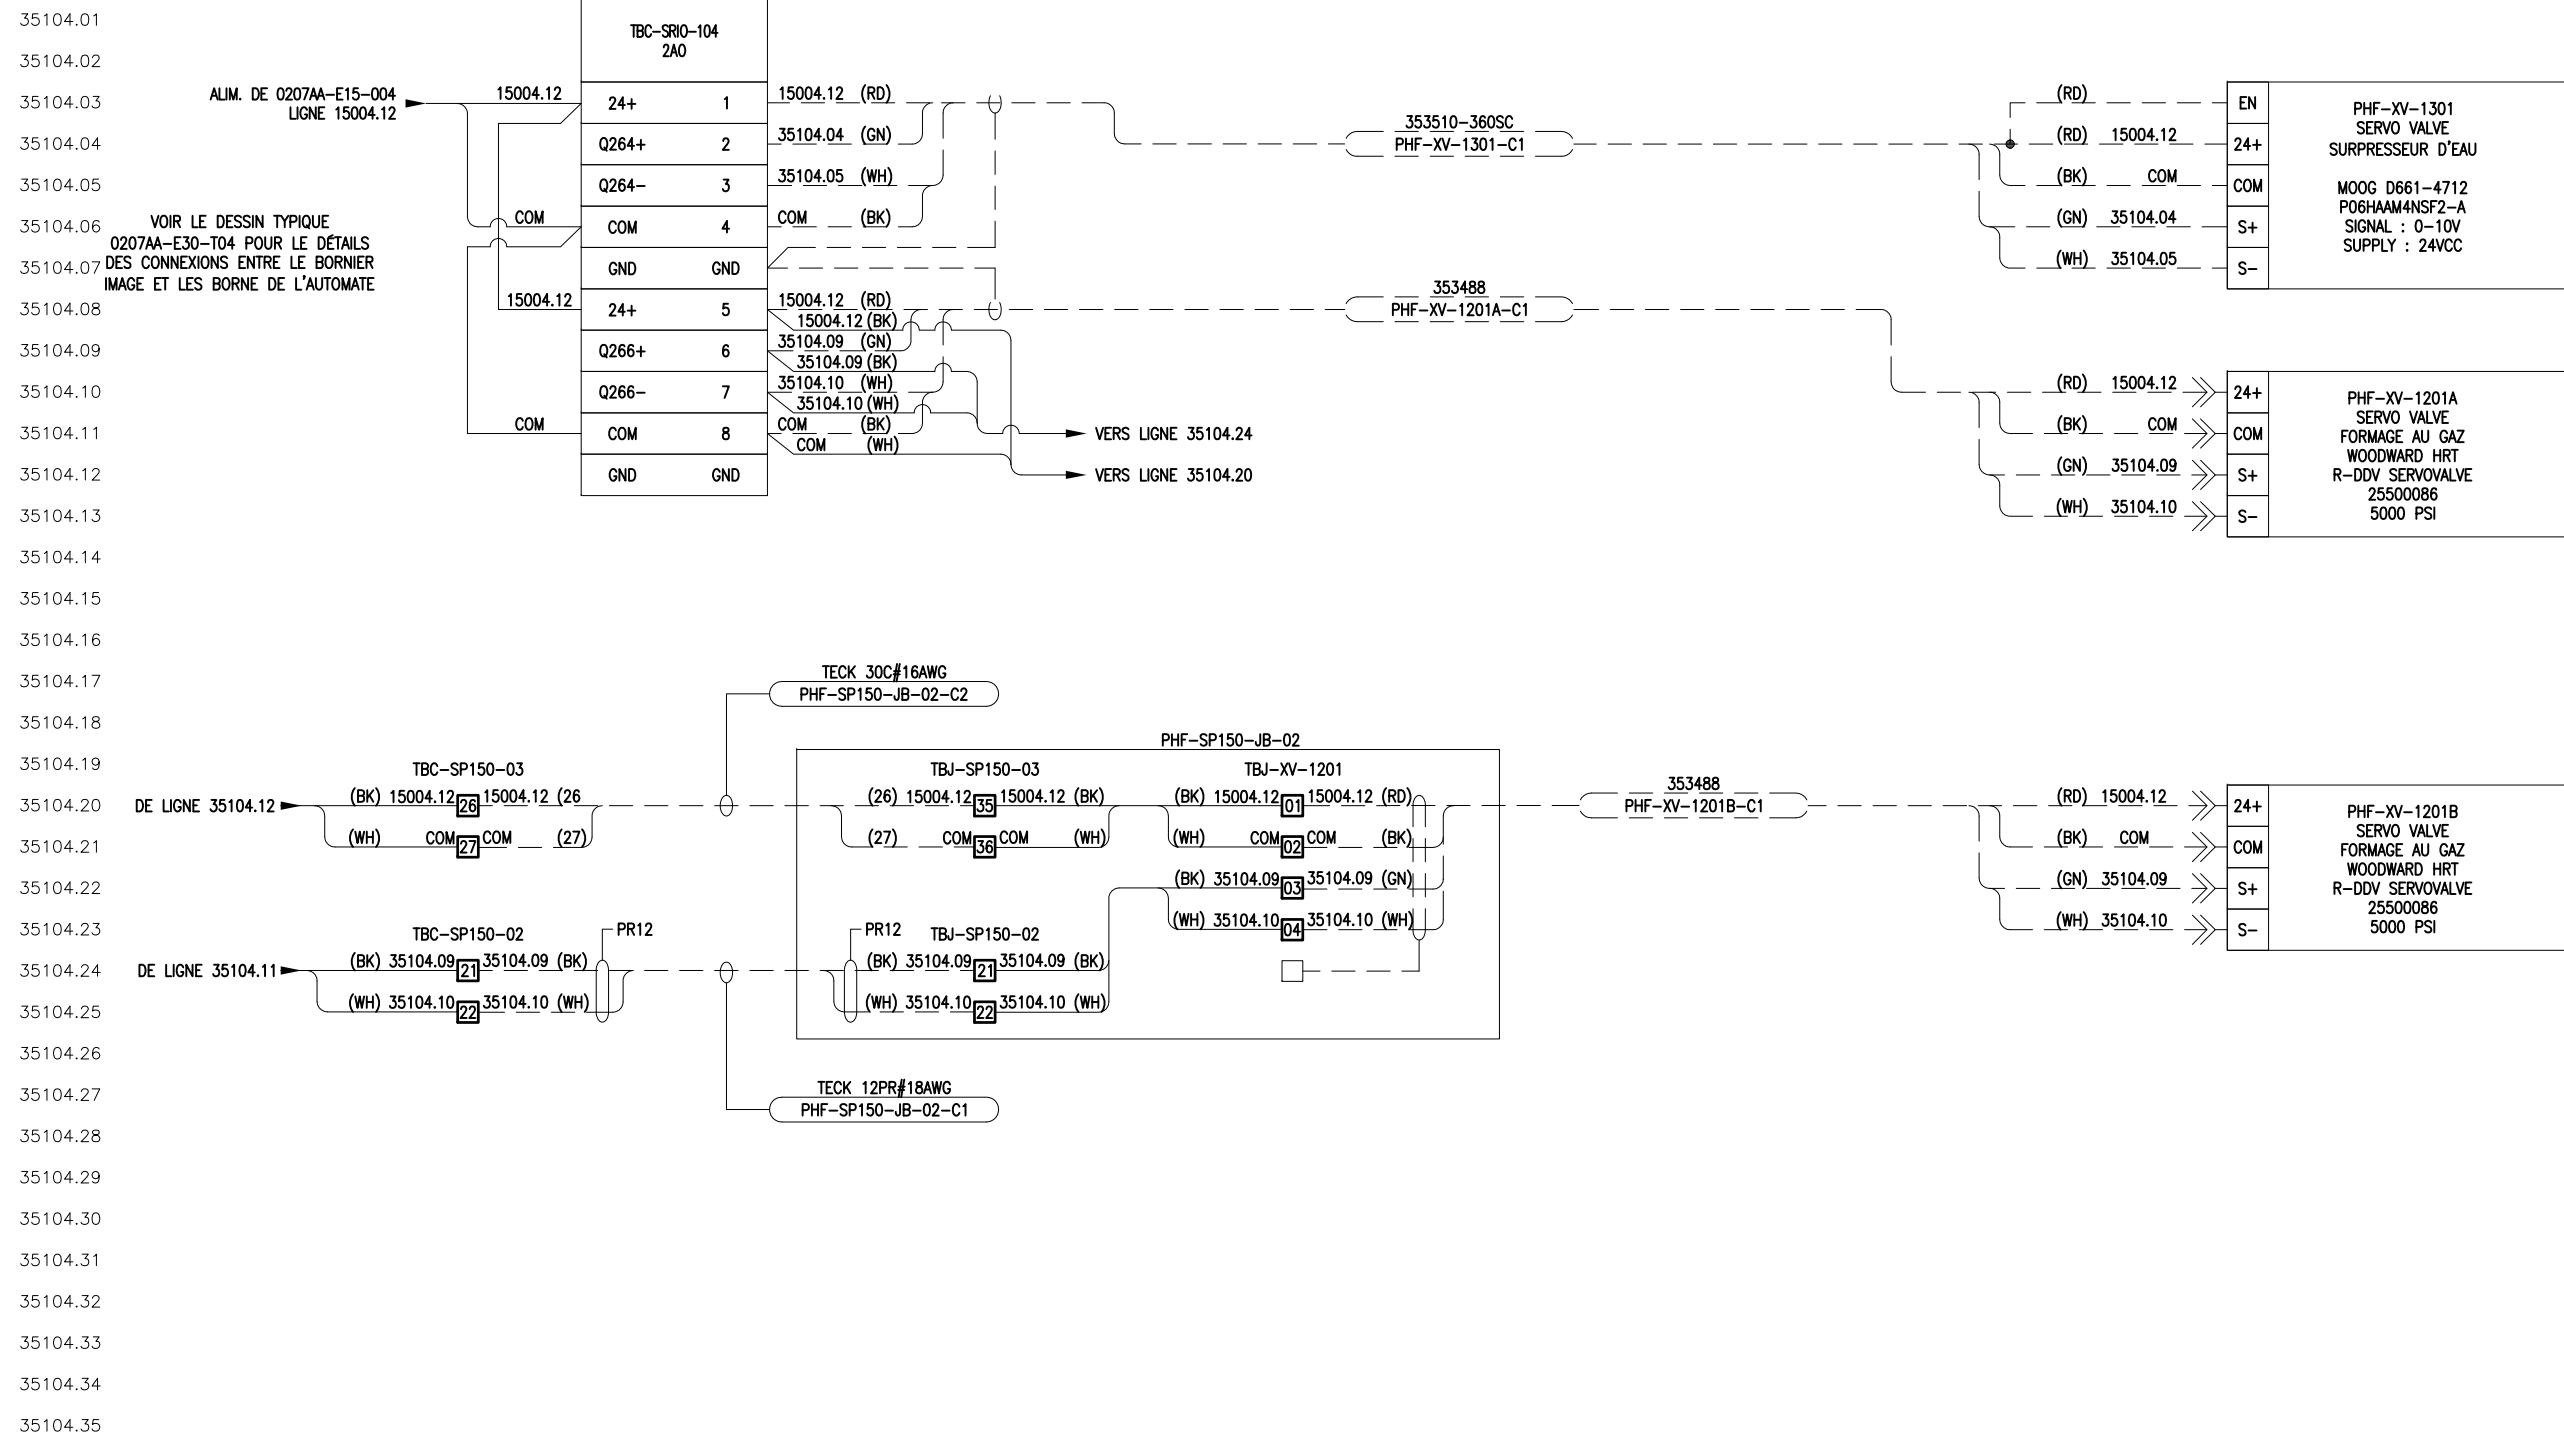 35104.01
TBC-SRIO-104
2AO
35104.02
ALIM. DE 0207AA-E15-004
LIGNE 15004.12
35104.03
15004.12
24+ 1
15004.12 (RD)
(RD)
EN
35104.04
Q264+ 2
35104.04 (GN)
353510-360SC
PHF-XV-1301-C1
(RD) 15004.12
24+
35104.05
Q264- 3
35104.05 (WH)
(BK) COM
COM
35104.06
COM
COM 4
COM (BK)
(GN) 35104.04
S+
35104.07
GND GND
(WH) 35104.05
S-
PHF-XV-1301
SERVO VALVE
SURPRESSEUR D'EAU
MOOG D661-4712
P06HAAM4NSF2-A
SIGNAL : 0-10V
SUPPLY : 24VCC
VOIR LE DESSIN TYPIQUE
0207AA-E30-T04 POUR LE DÉTAILS
DES CONNEXIONS ENTRE LE BORNIER
IMAGE ET LES BORNE DE L'AUTOMATE
35104.08
15004.12
24+ 5
15004.12 (RD)
15004.12 (BK)
353488
PHF-XV-1201A-C1
35104.09
Q266+ 6
35104.09 (GN)
35104.09 (BK)
35104.10
Q266- 7
35104.10 (WH)
35104.10 (WH)
(RD) 15004.12
24+
35104.11
COM
COM 8
COM (BK)
COM (WH)
VERS LIGNE 35104.24
(BK) COM
COM
35104.12
GND GND
VERS LIGNE 35104.20
(GN) 35104.09
S+
35104.13
(WH) 35104.10
S-
PHF-XV-1201A
SERVO VALVE
FORMAGE AU GAZ
WOODWARD HRT
R-DDV SERVOVALVE
25500086
5000 PSI
35104.14
35104.15
35104.16
35104.17
TECK 30C#16AWG
PHF-SP150-JB-02-C2
35104.18
PHF-SP150-JB-02
35104.19
TBC-SP150-03
TBJ-SP150-03
TBJ-XV-1201
35104.20
DE LIGNE 35104.12
(BK) 15004.12 26 15004.12 (26
(26) 15004.12 35 15004.12 (BK)
(BK) 15004.12 01 15004.12 (RD)
353488
PHF-XV-1201B-C1
(RD) 15004.12
24+
35104.21
(WH) COM 27 COM (27)
(27) COM 36 COM (WH)
(WH) COM 02 COM (BK)
(BK) COM
COM
35104.22
(BK) 35104.09 03 35104.09 (GN)
(GN) 35104.09
S+
35104.23
TBC-SP150-02
PR12
PR12
TBJ-SP150-02
(WH) 35104.10 04 35104.10 (WH)
(WH) 35104.10
S-
PHF-XV-1201B
SERVO VALVE
FORMAGE AU GAZ
WOODWARD HRT
R-DDV SERVOVALVE
25500086
5000 PSI
35104.24
DE LIGNE 35104.11
(BK) 35104.09 21 35104.09 (BK)
(BK) 35104.09 21 35104.09 (BK)
35104.25
(WH) 35104.10 22 35104.10 (WH)
(WH) 35104.10 22 35104.10 (WH)
35104.26
35104.27
TECK 12PR#18AWG
PHF-SP150-JB-02-C1
35104.28
35104.29
35104.30
35104.31
35104.32
35104.33
35104.34
35104.35